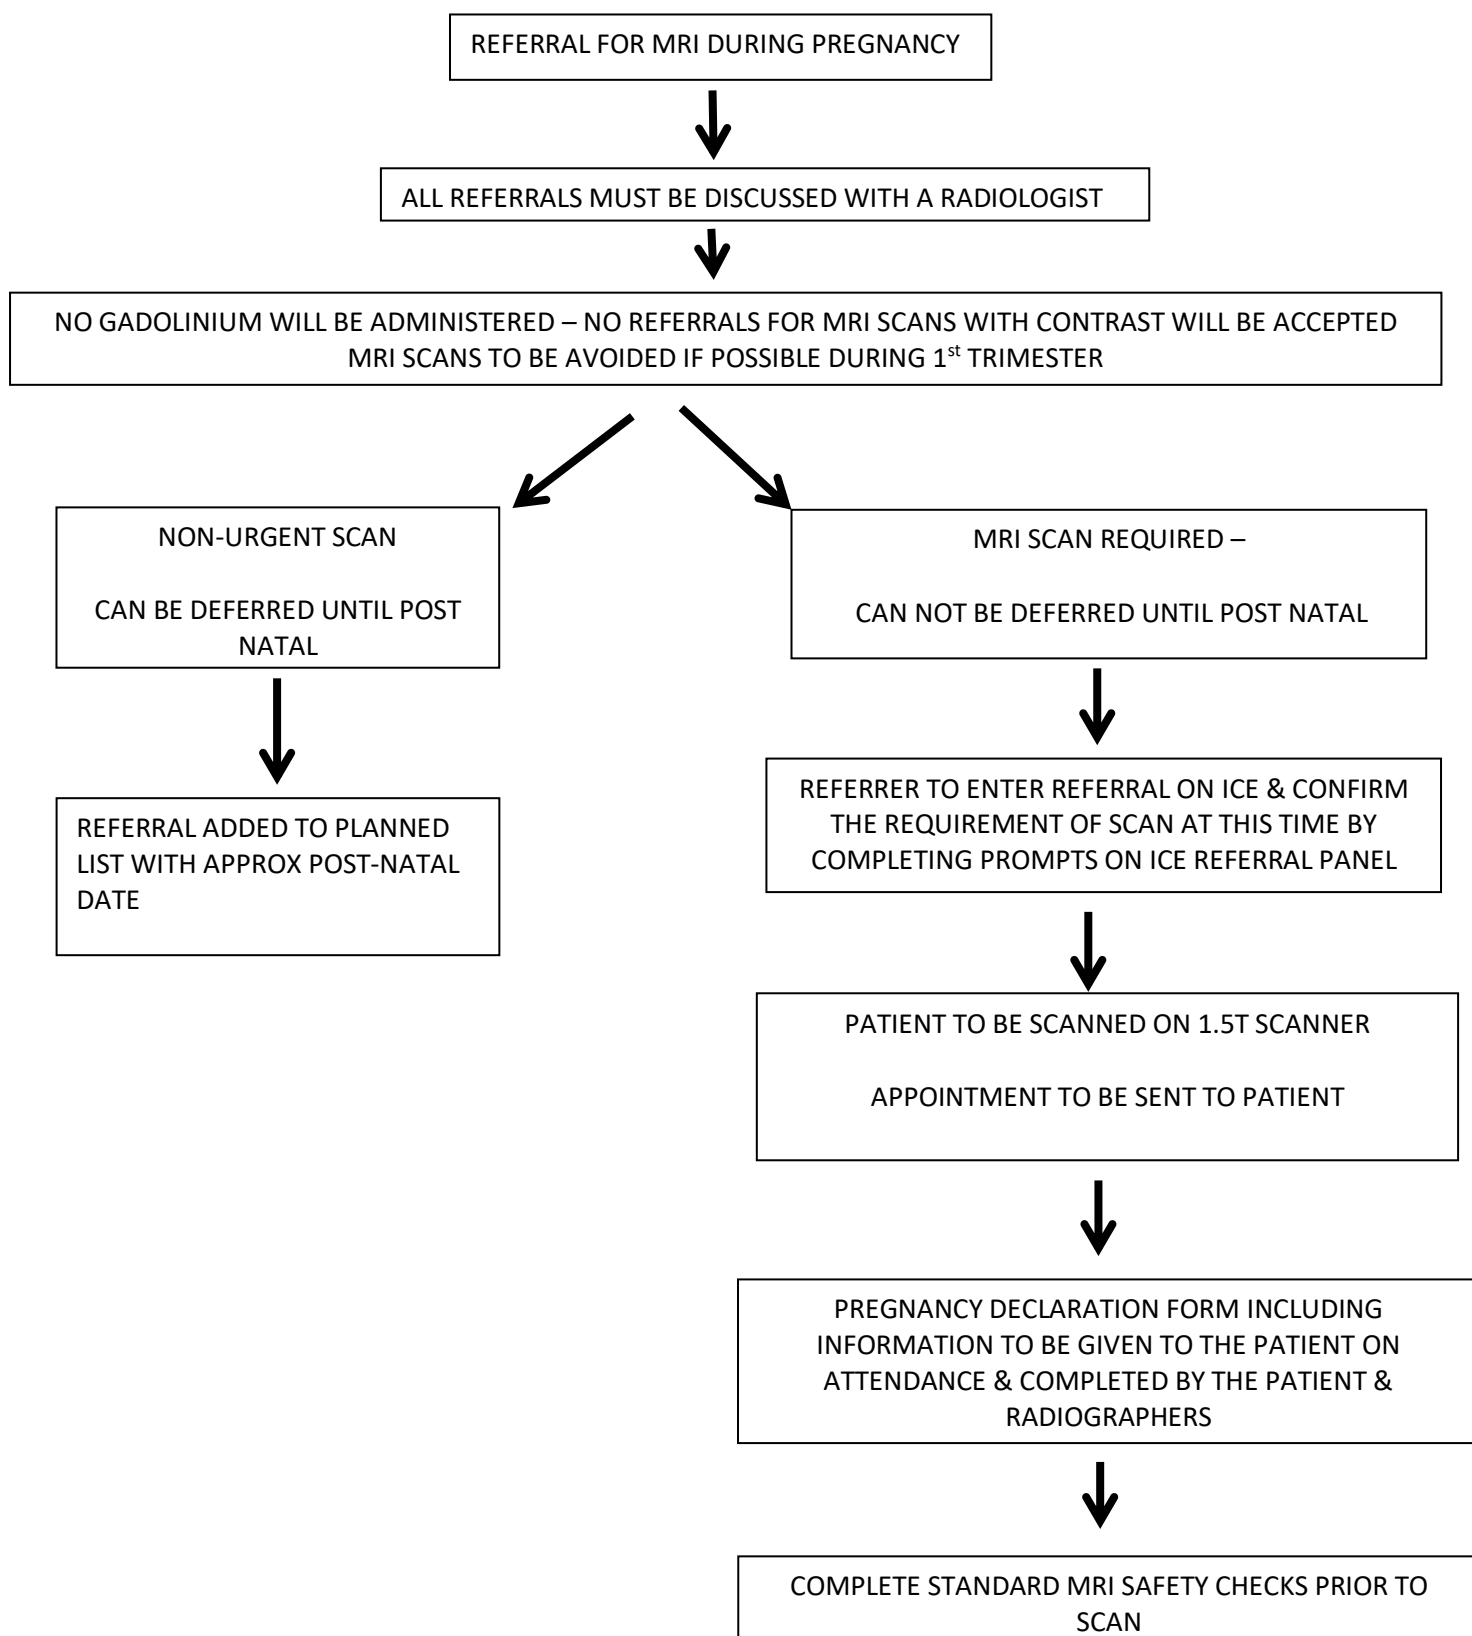 REFERRAL FOR MRI DURING PREGNANCY
ALL REFERRALS MUST BE DISCUSSED WITH A RADIOLOGIST
NO GADOLINIUM WILL BE ADMINISTERED – NO REFERRALS FOR MRI SCANS WITH CONTRAST WILL BE ACCEPTED
MRI SCANS TO BE AVOIDED IF POSSIBLE DURING 1st TRIMESTER
NON-URGENT SCAN
CAN BE DEFERRED UNTIL POST
NATAL
MRI SCAN REQUIRED –
CAN NOT BE DEFERRED UNTIL POST NATAL
REFERRAL ADDED TO PLANNED
LIST WITH APPROX POST-NATAL
DATE
REFERRER TO ENTER REFERRAL ON ICE & CONFIRM
THE REQUIREMENT OF SCAN AT THIS TIME BY
COMPLETING PROMPTS ON ICE REFERRAL PANEL
PATIENT TO BE SCANNED ON 1.5T SCANNER
APPOINTMENT TO BE SENT TO PATIENT
PREGNANCY DECLARATION FORM INCLUDING
INFORMATION TO BE GIVEN TO THE PATIENT ON
ATTENDANCE & COMPLETED BY THE PATIENT &
RADIOGRAPHERS
COMPLETE STANDARD MRI SAFETY CHECKS PRIOR TO
SCAN